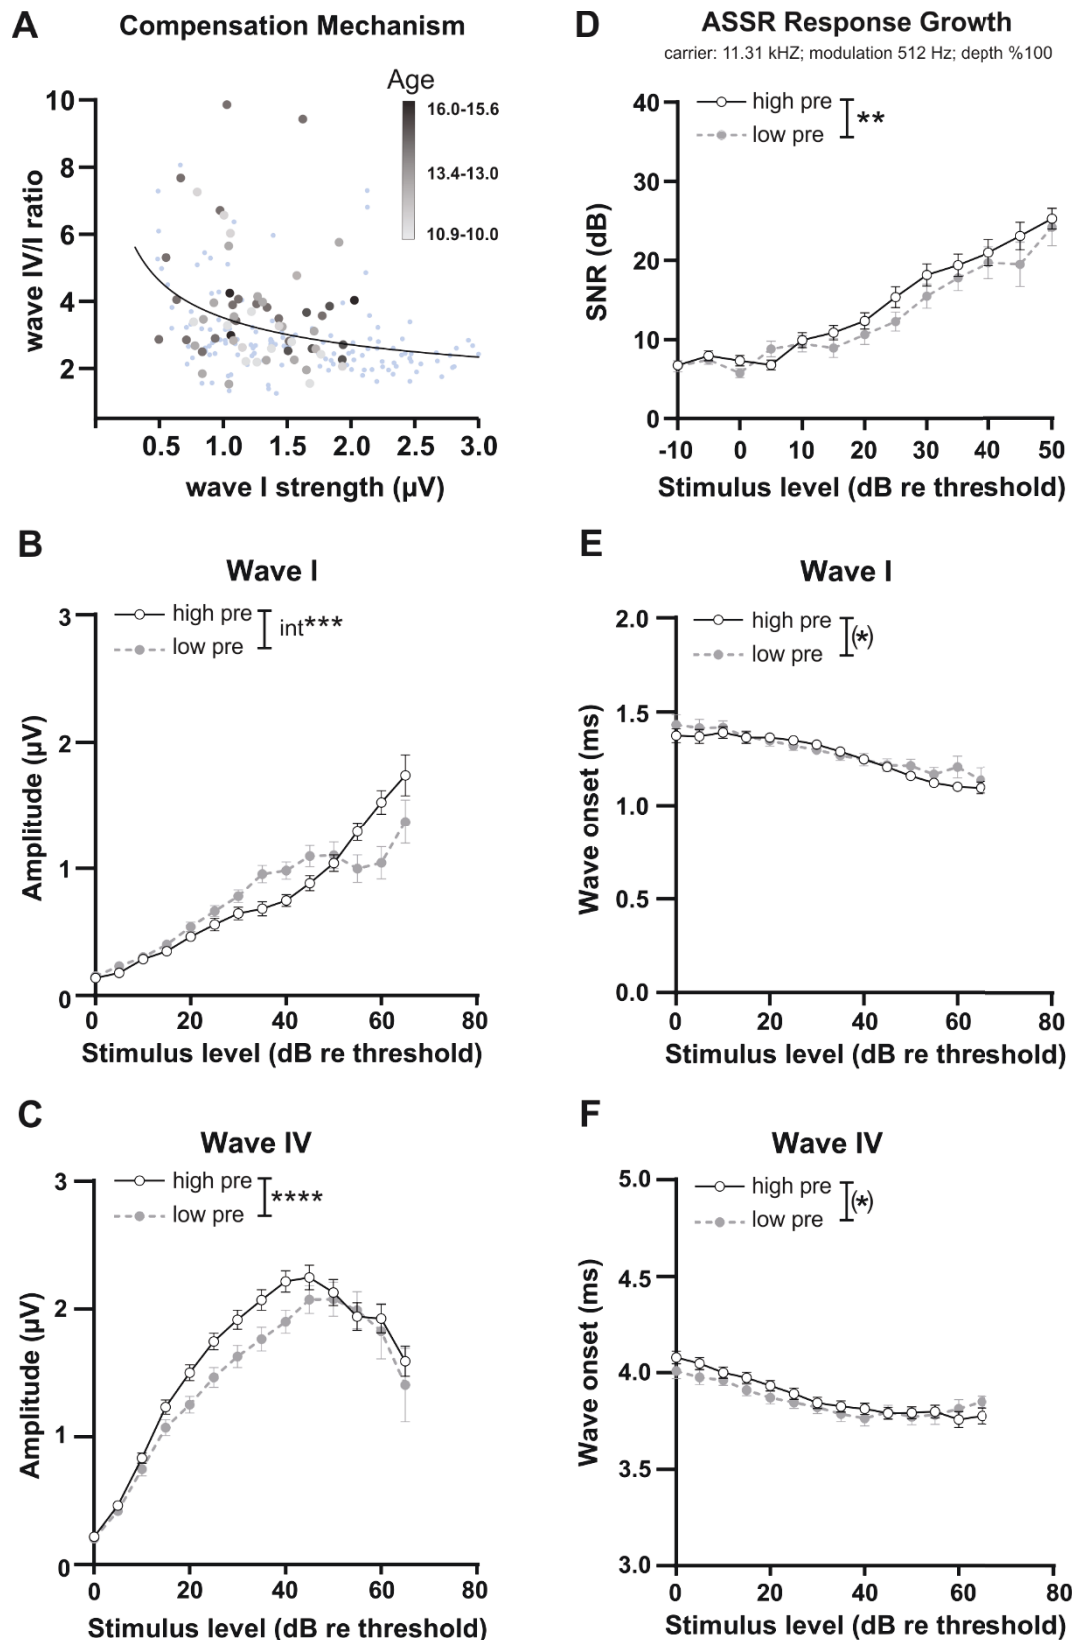 A
Compensation Mechanism
Age
16.0-15.6
13.4-13.0
10.9-10.0
10
8
6
4
2
wave IV/I ratio
0.5 1.0 1.5 2.0 2.5 3.0
wave I strength (µV)
B
Wave I
high pre
low pre
int***
3
2
1
0
Amplitude (µV)
0 20 40 60 80
Stimulus level (dB re threshold)
C
Wave IV
high pre
low pre
****
3
2
1
0
Amplitude (µV)
0 20 40 60 80
Stimulus level (dB re threshold)
D
ASSR Response Growth
carrier: 11.31 kHZ; modulation 512 Hz; depth %100
high pre
low pre
**
40
30
20
10
0
SNR (dB)
-10 0 10 20 30 40 50
Stimulus level (dB re threshold)
E
Wave I
high pre
low pre
(*)
2.0
1.5
1.0
0.5
0.0
Wave onset (ms)
0 20 40 60 80
Stimulus level (dB re threshold)
F
Wave IV
high pre
low pre
(*)
5.0
4.5
4.0
3.5
3.0
Wave onset (ms)
0 20 40 60 80
Stimulus level (dB re threshold)